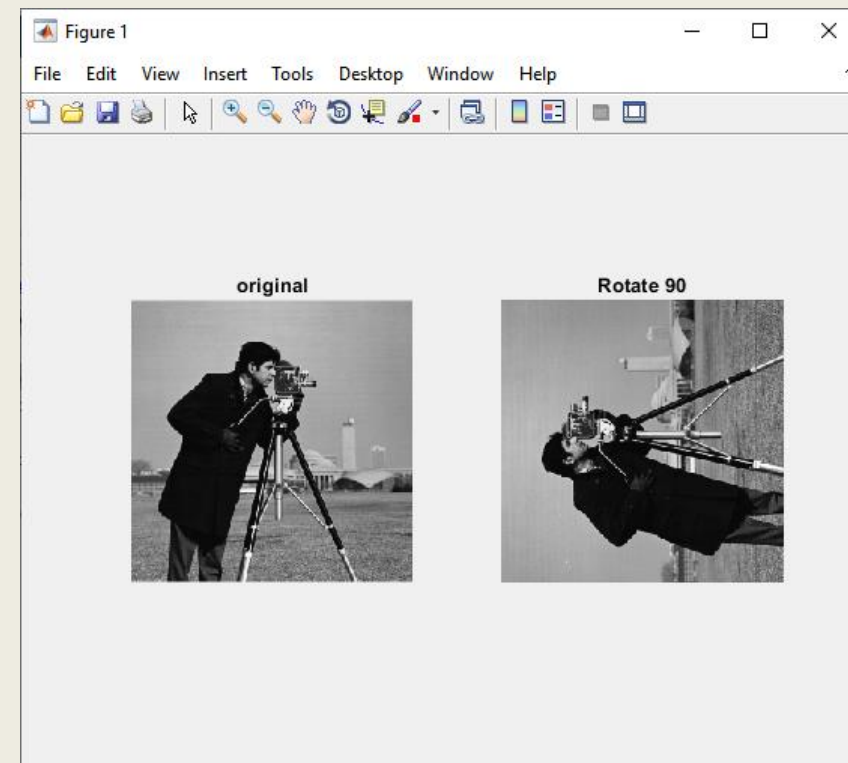 Figure 1
File Edit View Insert Tools Desktop Window Help
original
Rotate 90